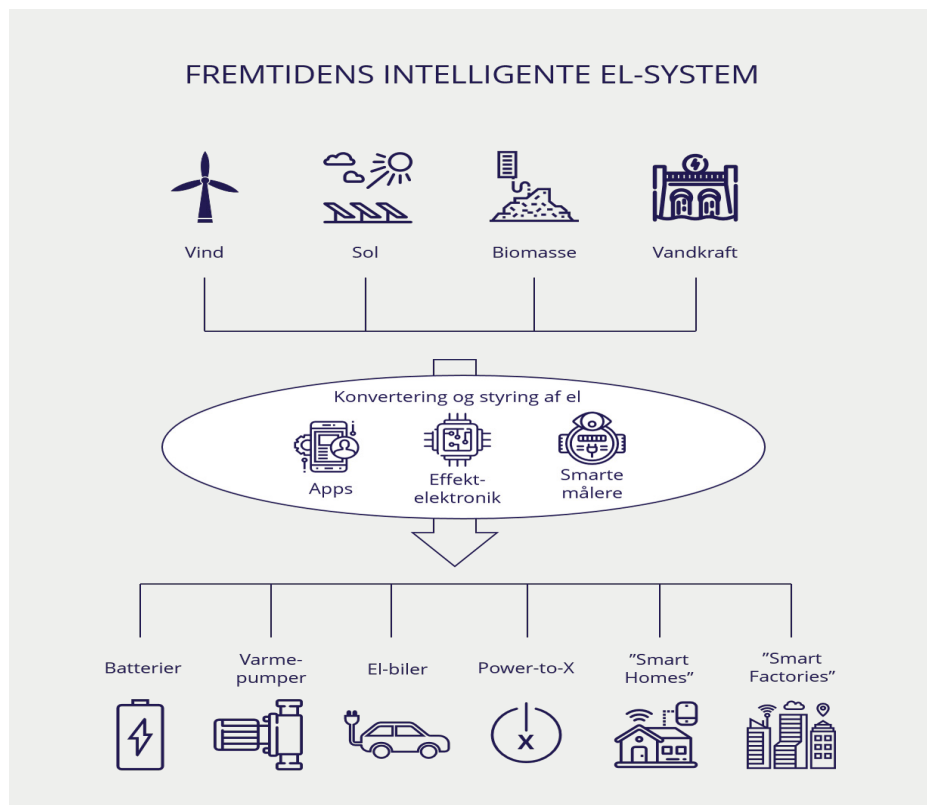 FREMTIDENS INTELLIGENTE EL-SYSTEM
Vind
Sol
Biomasse
Vandkraft
Konvertering og styring af el
Apps
Effekt-
elektronik
Smarte
målere
Batterier
Varme-
pumper
El-biler
Power-to-X
”Smart
Homes”
”Smart
Factories”
X